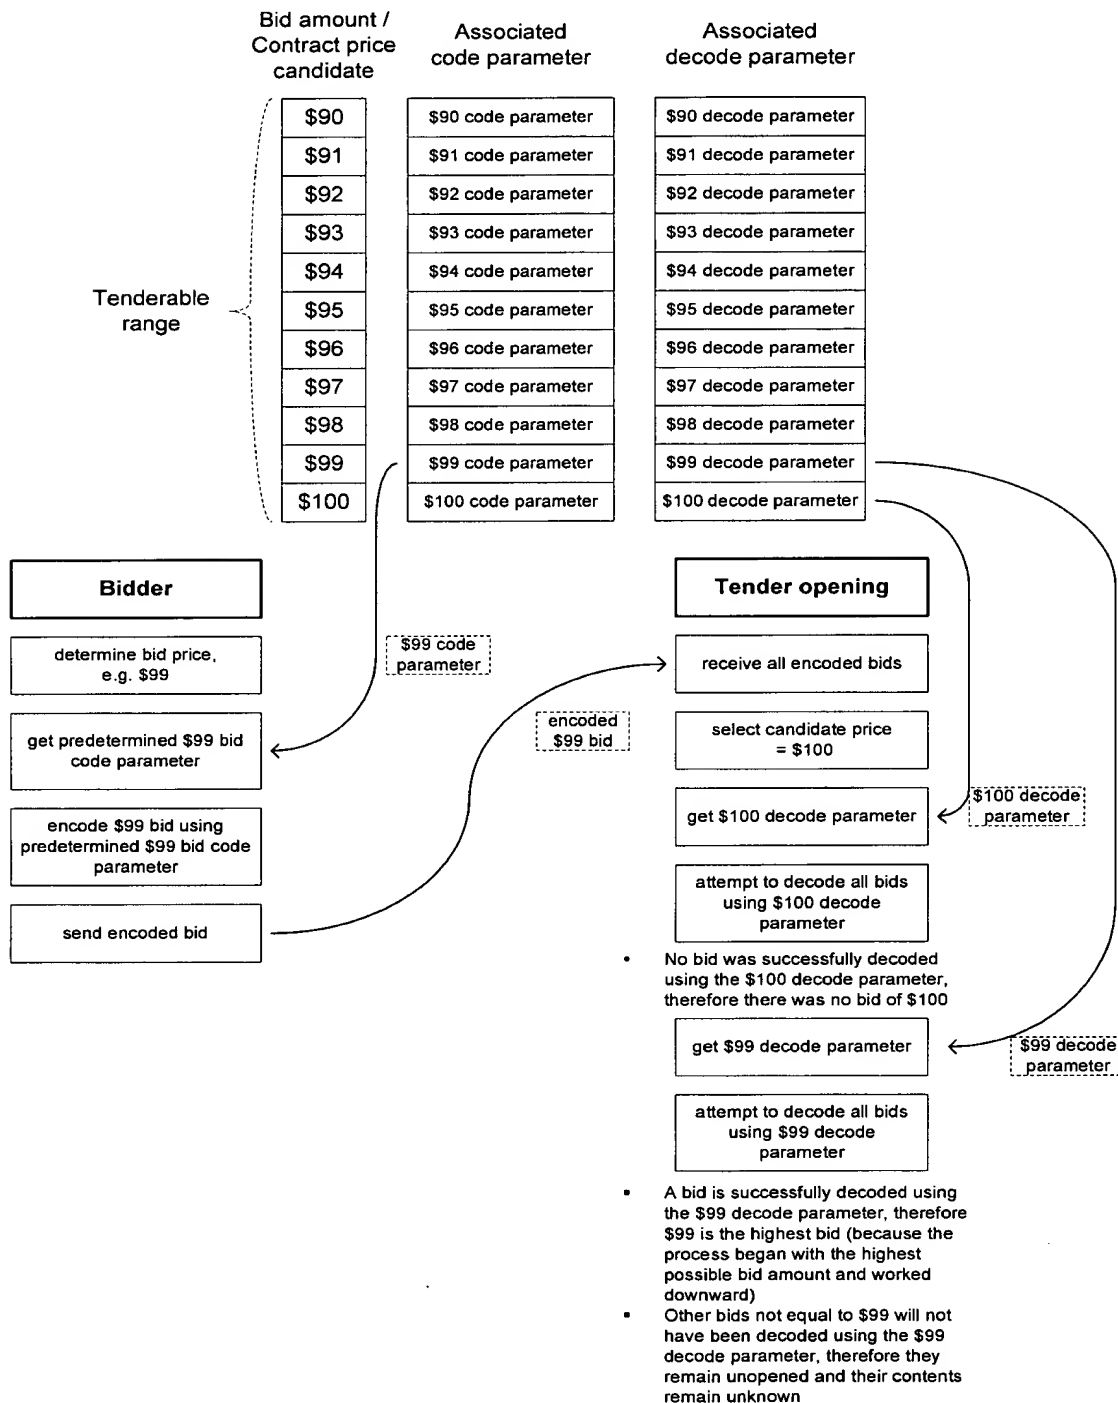 Bid amount /
Contract price
candidate
Associated
code parameter
Associated
decode parameter
Tenderable
range
$90
$90 code parameter
$90 decode parameter
$91
$91 code parameter
$91 decode parameter
$92
$92 code parameter
$92 decode parameter
$93
$93 code parameter
$93 decode parameter
$94
$94 code parameter
$94 decode parameter
$95
$95 code parameter
$95 decode parameter
$96
$96 code parameter
$96 decode parameter
$97
$97 code parameter
$97 decode parameter
$98
$98 code parameter
$98 decode parameter
$99
$99 code parameter
$99 decode parameter
$100
$100 code parameter
$100 decode parameter
Bidder
determine bid price,
e.g. $99
get predetermined $99 bid
code parameter
encode $99 bid using
predetermined $99 bid code
parameter
send encoded bid
$99 code
parameter
encoded
$99 bid
Tender opening
receive all encoded bids
select candidate price
= $100
get $100 decode parameter
$100 decode
parameter
attempt to decode all bids
using $100 decode
parameter
▪ No bid was successfully decoded
using the $100 decode parameter,
therefore there was no bid of $100
get $99 decode parameter
$99 decode
parameter
attempt to decode all bids
using $99 decode
parameter
▪ A bid is successfully decoded using
the $99 decode parameter, therefore
$99 is the highest bid (because the
process began with the highest
possible bid amount and worked
downward)
▪ Other bids not equal to $99 will not
have been decoded using the $99
decode parameter, therefore they
remain unopened and their contents
remain unknown